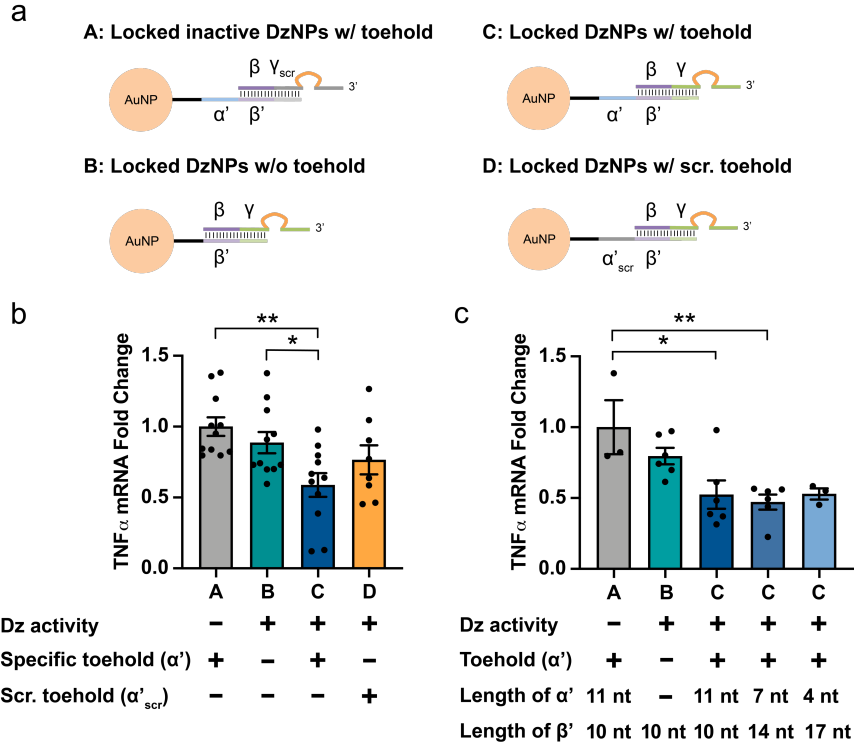 a
A: Locked inactive DzNPs w/ toehold
β γscr
AuNP
3’
α’ β’
C: Locked DzNPs w/ toehold
β γ
AuNP
3’
α’ β’
B: Locked DzNPs w/o toehold
β γ
AuNP
3’
β’
D: Locked DzNPs w/ scr. toehold
β γ
AuNP
3’
α’scr β’
b
**
*
TNFα mRNA Fold Change
1.5
1.0
0.5
0.0
A B C D
Dz activity − + + +
Specific toehold (α’) + − + −
Scr. toehold (α’scr) − − − +
c
**
*
TNFα mRNA Fold Change
1.5
1.0
0.5
0.0
A B C C C
Dz activity − + + + +
Toehold (α’) + − + + +
Length of α’ 11 nt − 11 nt 7 nt 4 nt
Length of β’ 10 nt 10 nt 10 nt 14 nt 17 nt